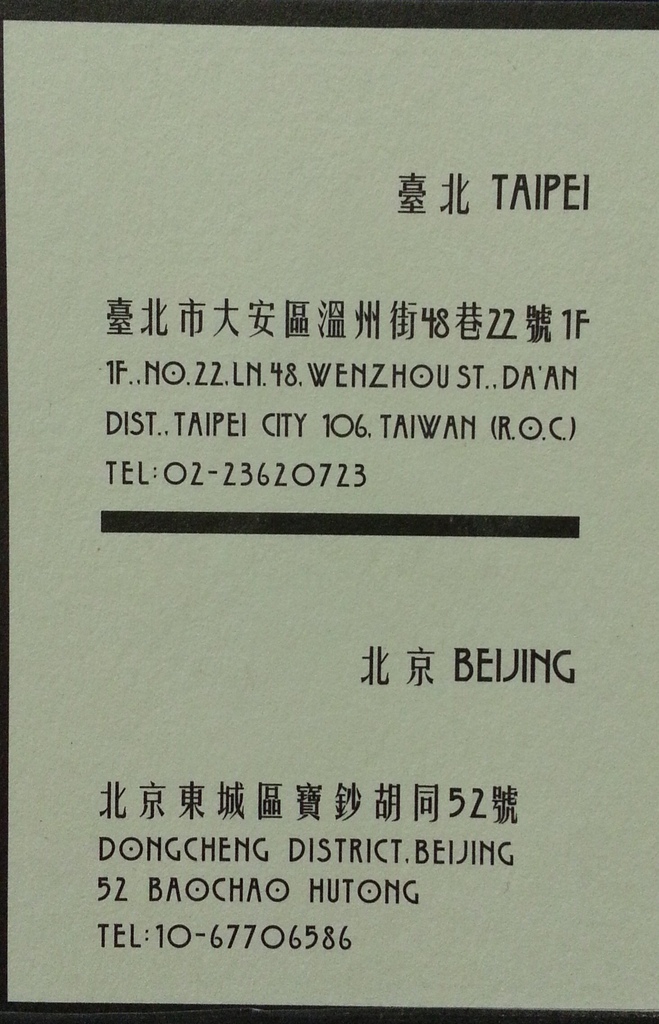 臺北 TAIPEI
臺北市大安區溫州街48巷22號1F
1F., NO.22, LN.48, WENZHOU ST., DA'AN
DIST., TAIPEI CITY 106, TAIWAN (R.O.C.)
TEL:02-23620723
北京 BEIJING
北京東城區寶鈔胡同52號
DONGCHENG DISTRICT, BEIJING
52 BAOCHAO HUTONG
TEL:10-67706586